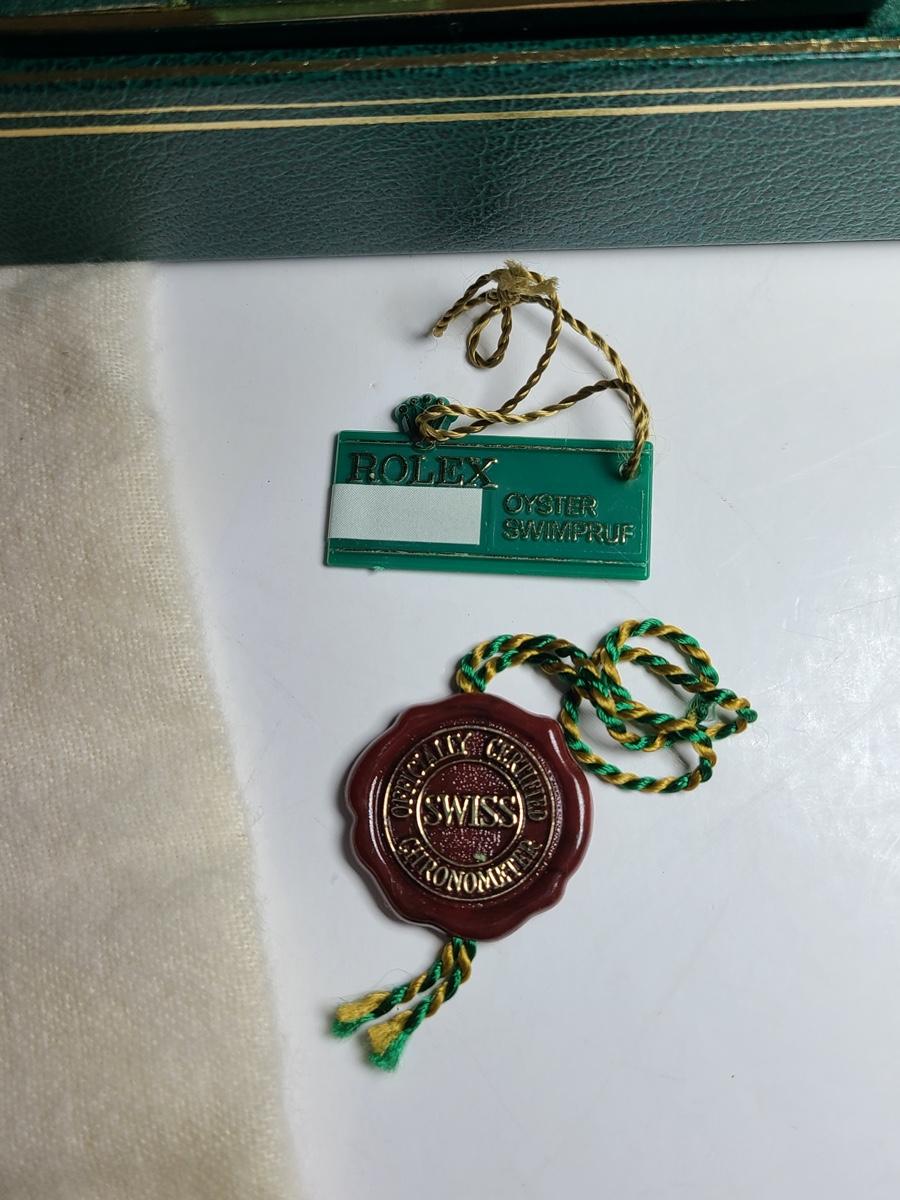 ROLEX
OYSTER
SWIMPRUF
OFFICIALLY CERTIFIED
SWISS
CHRONOMETER